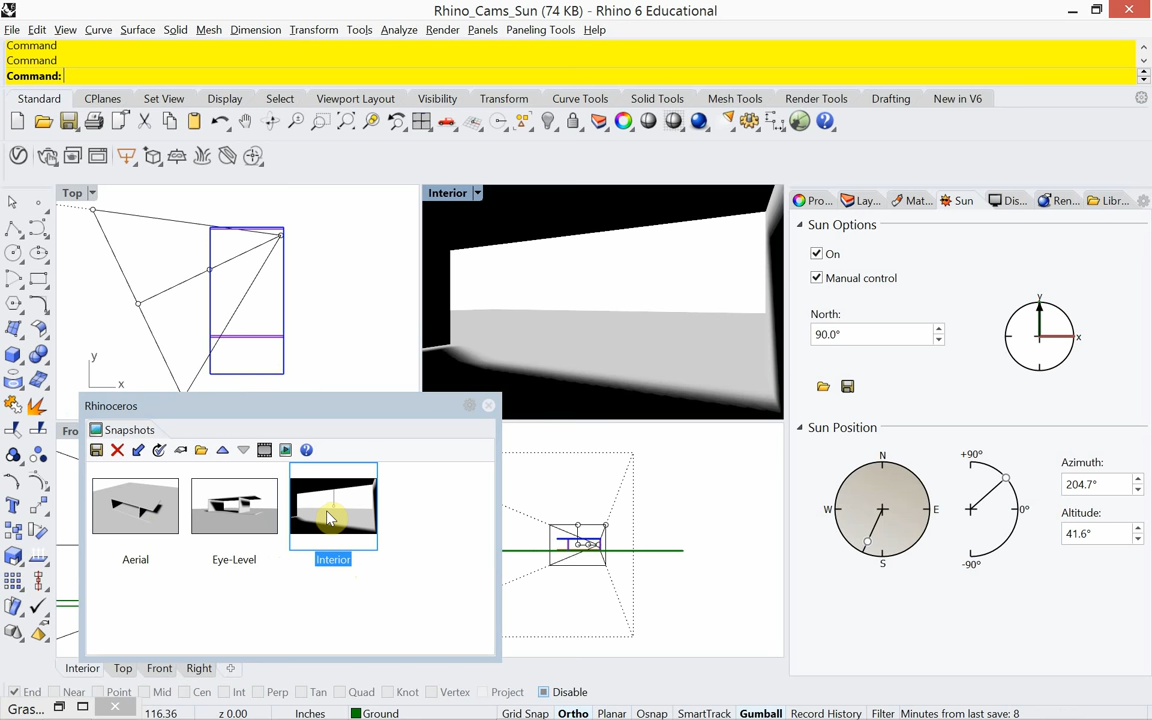 Rhino_Cams_Sun (74 KB) - Rhino 6 Educational
File Edit View Curve Surface Solid Mesh Dimension Transform Tools Analyze Render Panels Paneling Tools Help
Command
Command
Command:
Standard CPlanes Set View Display Select Viewport Layout Visibility Transform Curve Tools Solid Tools Mesh Tools Render Tools Drafting New in V6
Top
Interior
Pro... Lay... Mat... Sun Dis... Ren... Libr...
Sun Options
On
Manual control
North:
90.0°
y
x
y
x
Rhinoceros
Snapshots
Aerial
Eye-Level
Interior
Sun Position
N
W
E
S
+90°
0°
-90°
Azimuth:
204.7°
Altitude:
41.6°
Interior Top Front Right
End Near Point Mid Cen Int Perp Tan Quad Knot Vertex Project Disable
Gras... 116.36 z 0.00 Inches Ground Grid Snap Ortho Planar Osnap SmartTrack Gumball Record History Filter Minutes from last save: 8